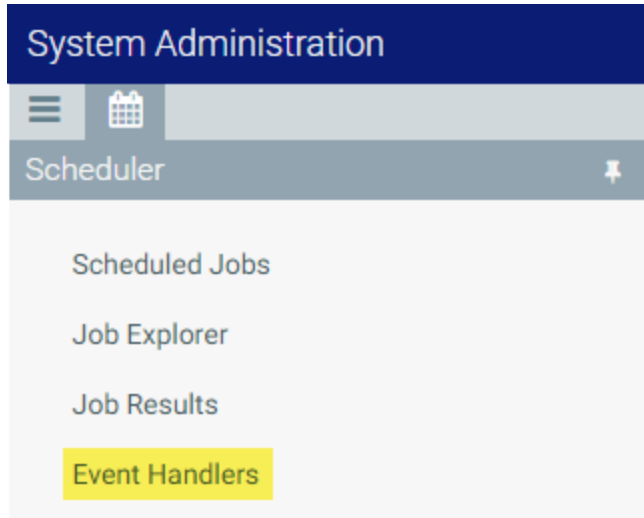 System Administration
Scheduler
Scheduled Jobs
Job Explorer
Job Results
Event Handlers